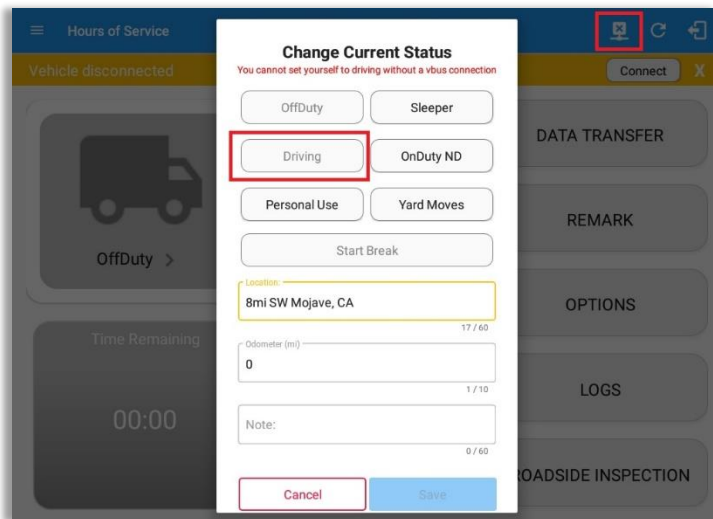 Hours of Service
Vehicle disconnected
Connect X
Change Current Status
You cannot set yourself to driving without a vbus connection
OffDuty
Sleeper
Driving
OnDuty ND
Personal Use
Yard Moves
Start Break
Location:
8mi SW Mojave, CA
17 / 60
Odometer (mi)
0
1 / 10
Note:
0 / 60
Cancel
Save
OffDuty >
Time Remaining
00:00
DATA TRANSFER
REMARK
OPTIONS
LOGS
ROADSIDE INSPECTION